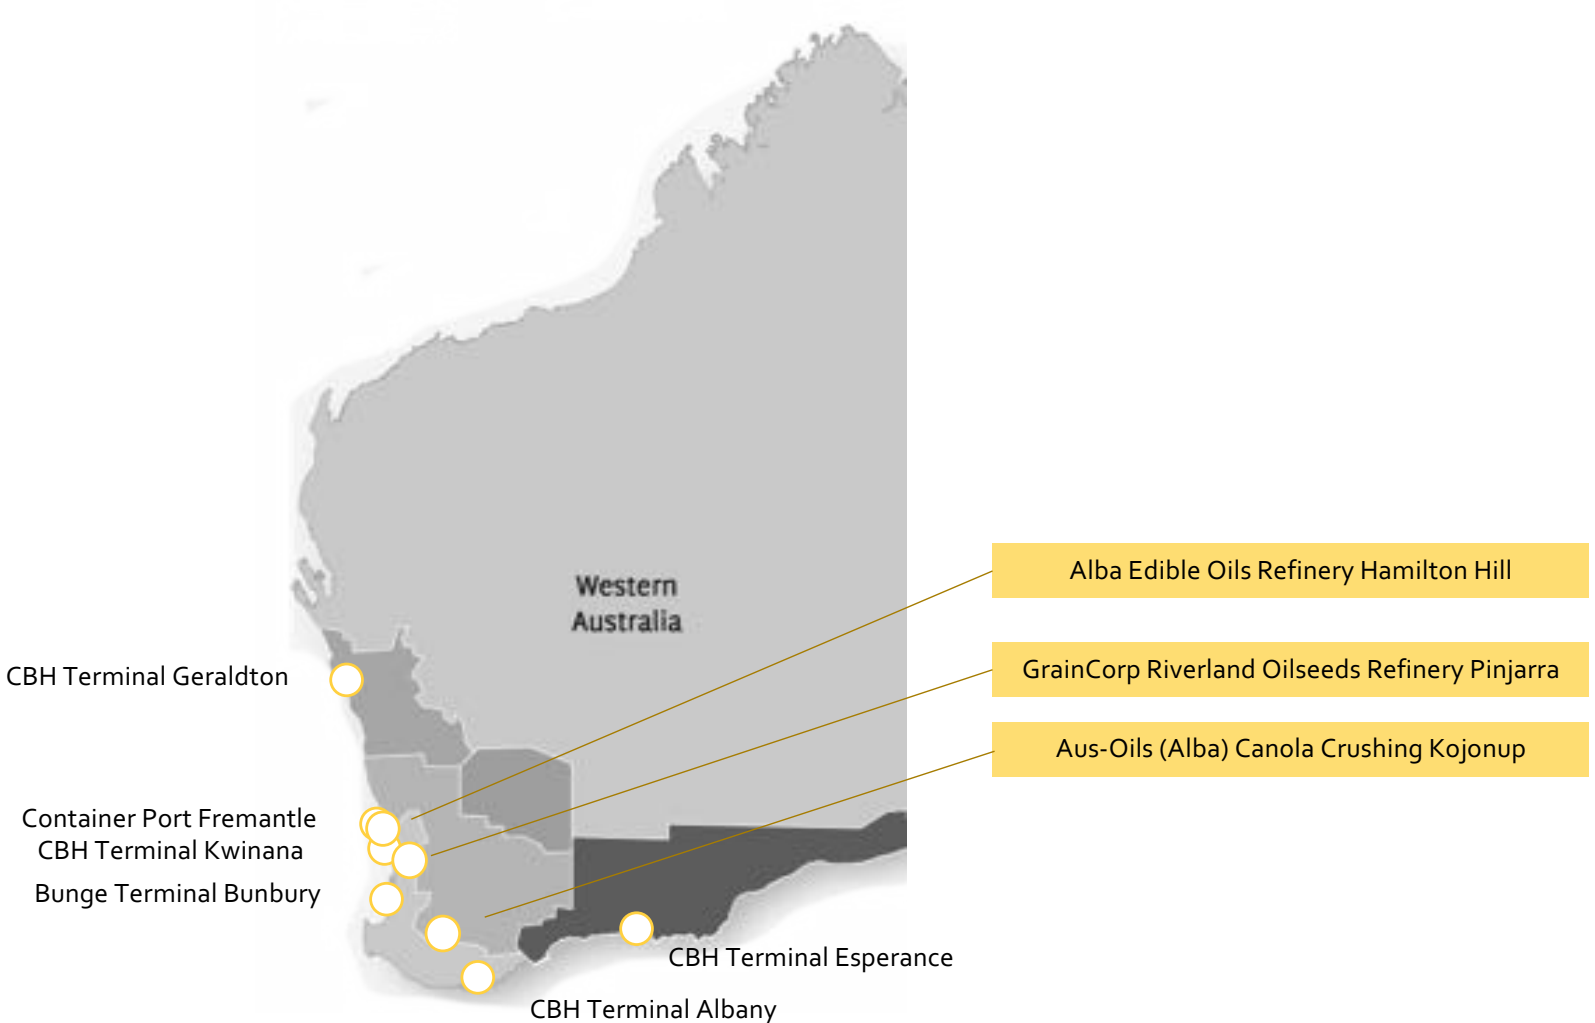 Western
Australia
Alba Edible Oils Refinery Hamilton Hill
GrainCorp Riverland Oilseeds Refinery Pinjarra
CBH Terminal Geraldton
Aus-Oils (Alba) Canola Crushing Kojonup
Container Port Fremantle
CBH Terminal Kwinana
Bunge Terminal Bunbury
CBH Terminal Esperance
CBH Terminal Albany